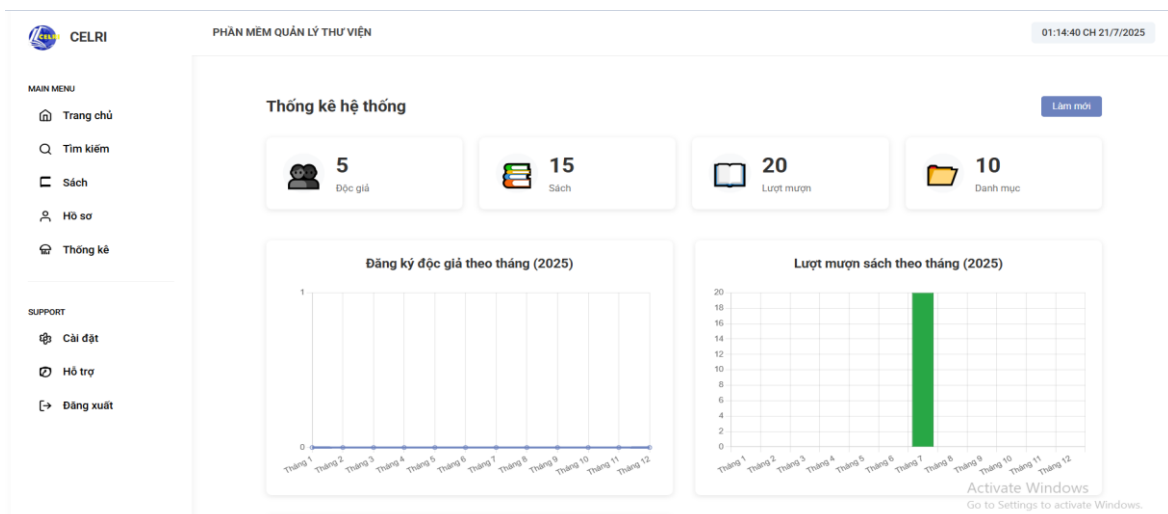 CELRI
PHẦN MỀM QUẢN LÝ THƯ VIỆN
01:14:40 CH 21/7/2025
MAIN MENU
Trang chủ
Tìm kiếm
Sách
Hồ sơ
Thống kê
SUPPORT
Cài đặt
Hỗ trợ
Đăng xuất
Thống kê hệ thống
Làm mới
5
Độc giả
15
Sách
20
Lượt mượn
10
Danh mục
Đăng ký độc giả theo tháng (2025)
1
0
Tháng 1 Tháng 2 Tháng 3 Tháng 4 Tháng 5 Tháng 6 Tháng 7 Tháng 8 Tháng 9 Tháng 10 Tháng 11 Tháng 12
Lượt mượn sách theo tháng (2025)
20
18
16
14
12
10
8
6
4
2
0
Tháng 1 Tháng 2 Tháng 3 Tháng 4 Tháng 5 Tháng 6 Tháng 7 Tháng 8 Tháng 9 Tháng 10 Tháng 11 Tháng 12
Activate Windows
Go to Settings to activate Windows.